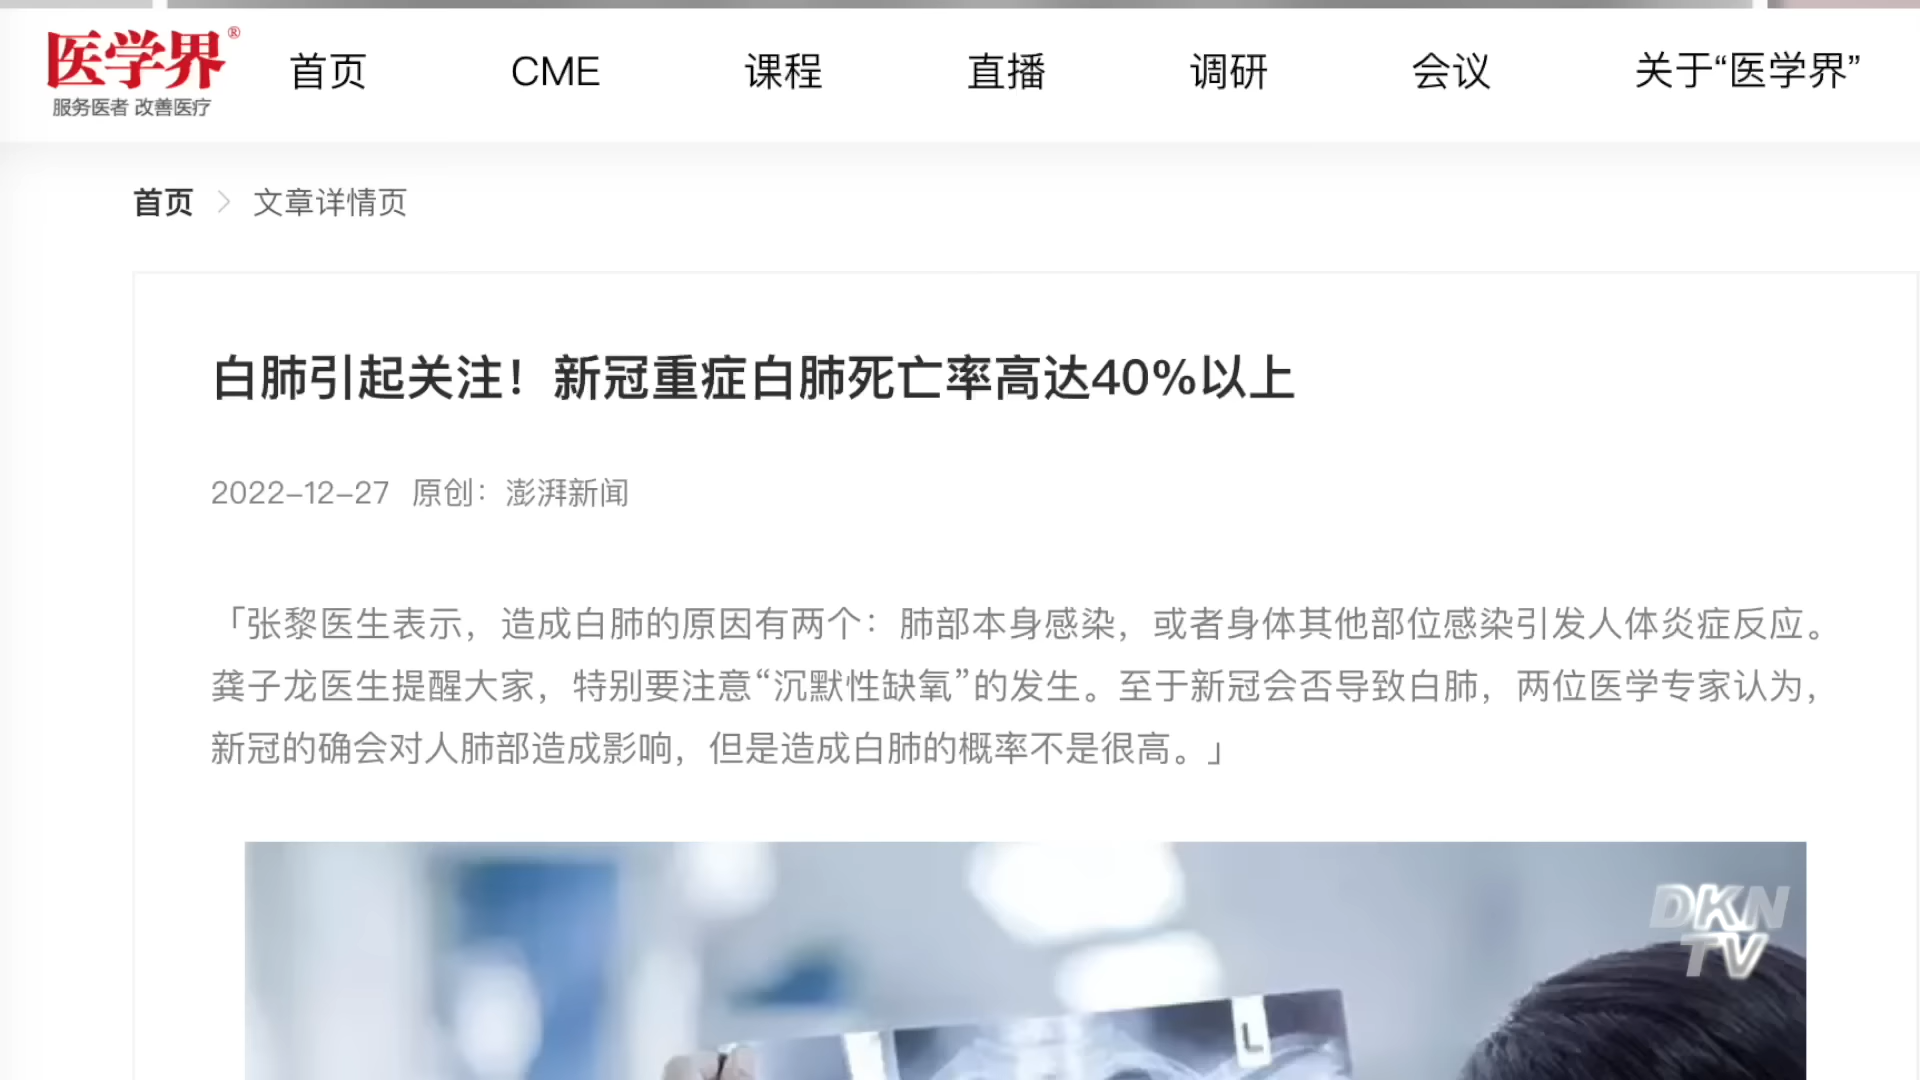 医学界®
服务医者 改善医疗
首页 CME 课程 直播 调研 会议 关于“医学界”
首页 > 文章详情页
白肺引起关注！新冠重症白肺死亡率高达40%以上
2022-12-27 原创：澎湃新闻
「张黎医生表示，造成白肺的原因有两个：肺部本身感染，或者身体其他部位感染引发人体炎症反应。
龚子龙医生提醒大家，特别要注意“沉默性缺氧”的发生。至于新冠会否导致白肺，两位医学专家认为，
新冠的确会对人肺部造成影响，但是造成白肺的概率不是很高。」
DKN
TV
L